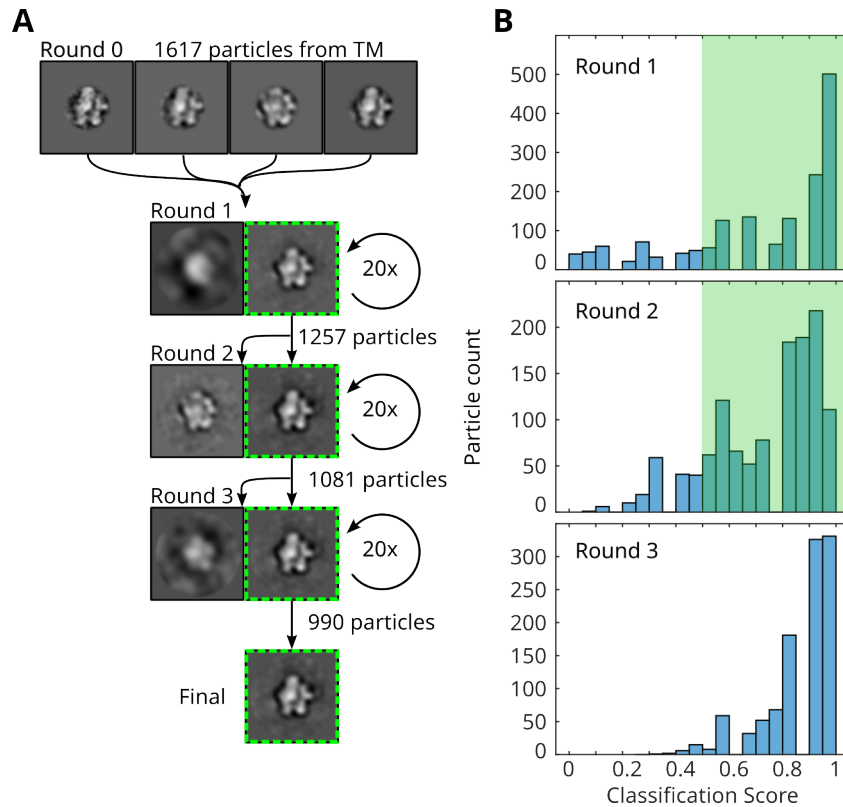 A
Round 0 1617 particles from TM
Round 1
20x
1257 particles
Round 2
20x
1081 particles
Round 3
20x
990 particles
Final
B
Round 1
500
400
300
200
100
0
Round 2
200
150
100
50
0
Round 3
300
250
200
150
100
50
0
Particle count
0 0.2 0.4 0.6 0.8 1
Classification Score